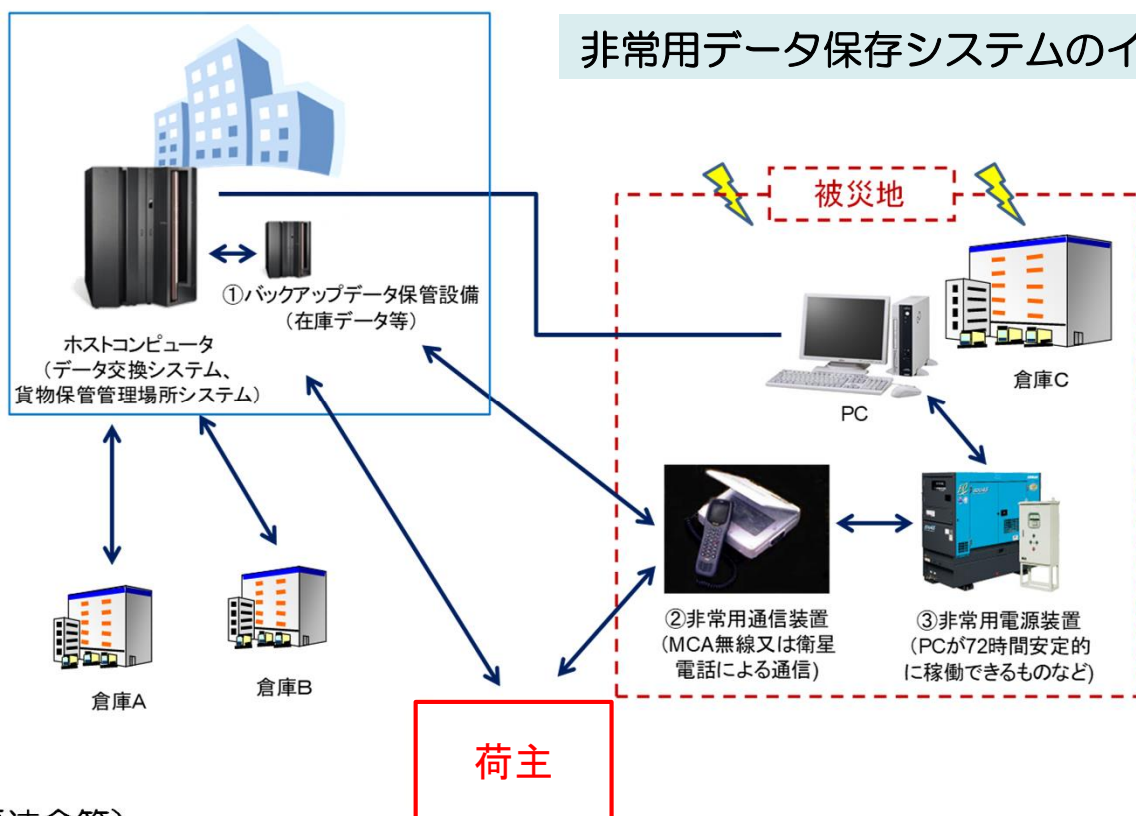 非常用データ保存システムのイ
被災地
①バックアップデータ保管設備
（在庫データ等）
ホストコンピュータ
（データ交換システム、
貨物保管管理場所システム）
倉庫C
PC
②非常用通信装置
（MCA無線又は衛星
電話による通信)
③非常用電源装置
（PCが72時間安定的
に稼働できるものなど)
倉庫A
倉庫B
荷主